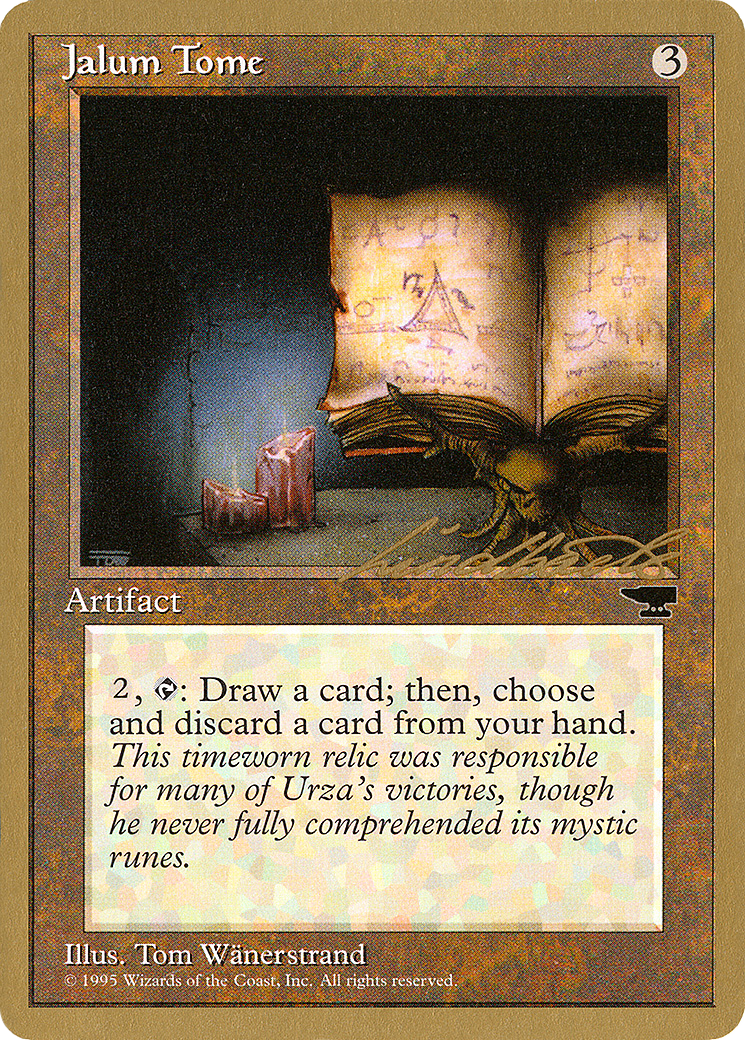 Jalum Tome 3
Artifact
2, : Draw a card; then, choose
and discard a card from your hand.
This timeworn relic was responsible
for many of Urza's victories, though
he never fully comprehended its mystic
runes.
Illus. Tom Wänerstrand
© 1995 Wizards of the Coast, Inc. All rights reserved.